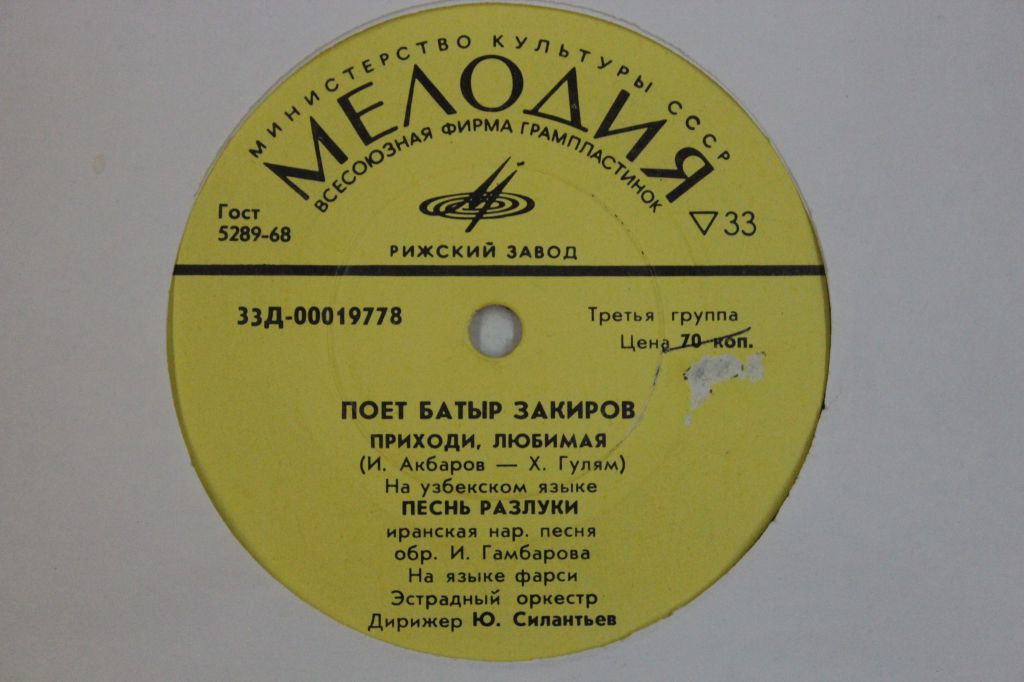 МИНИСТЕРСТВО КУЛЬТУРЫ СССР
МЕЛОДИЯ
ВСЕСОЮЗНАЯ ФИРМА ГРАМПЛАСТИНОК
Гост
5289-68
▽33
РИЖСКИЙ ЗАВОД
33Д-00019778
Третья группа
Цена 70 коп.
ПОЕТ БАТЫР ЗАКИРОВ
ПРИХОДИ, ЛЮБИМАЯ
(И. Акбаров — Х. Гулям)
На узбекском языке
ПЕСНЬ РАЗЛУКИ
иранская нар. песня
обр. И. Гамбарова
На языке фарси
Эстрадный оркестр
Дирижер Ю. Силантьев